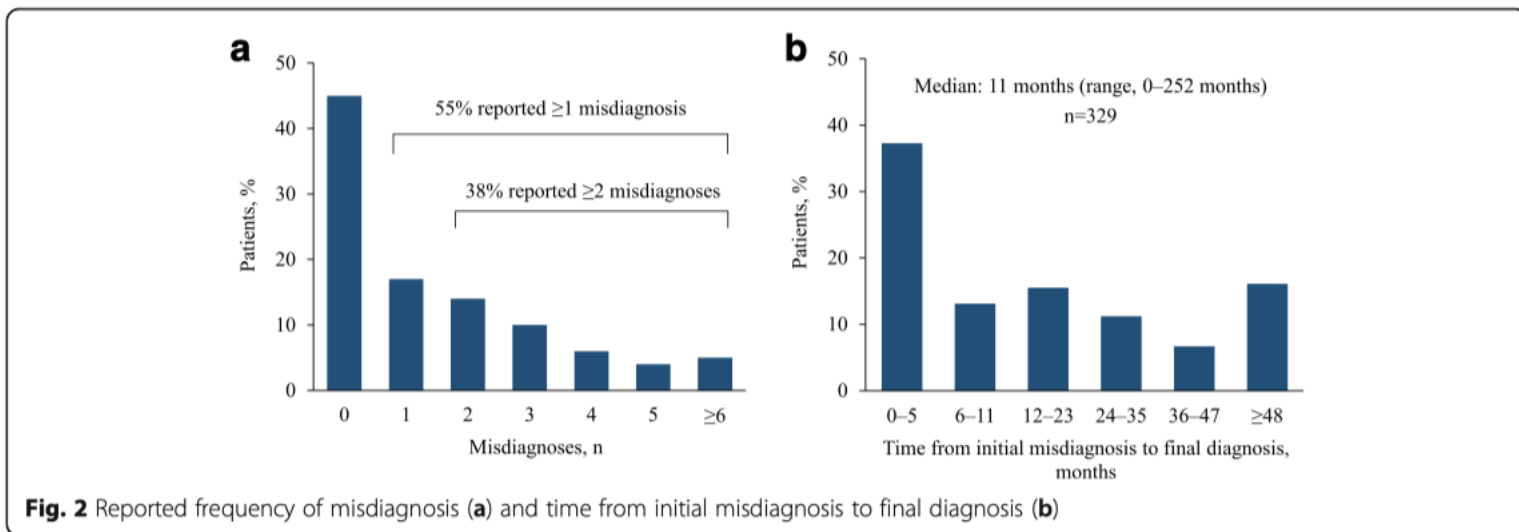 a
50
40
30
20
10
0
Patients, %
55% reported ≥1 misdiagnosis
38% reported ≥2 misdiagnoses
0 1 2 3 4 5 ≥6
Misdiagnoses, n
b
50
40
30
20
10
0
Patients, %
Median: 11 months (range, 0–252 months)
n=329
0–5 6–11 12–23 24–35 36–47 ≥48
Time from initial misdiagnosis to final diagnosis,
months
Fig. 2 Reported frequency of misdiagnosis (a) and time from initial misdiagnosis to final diagnosis (b)